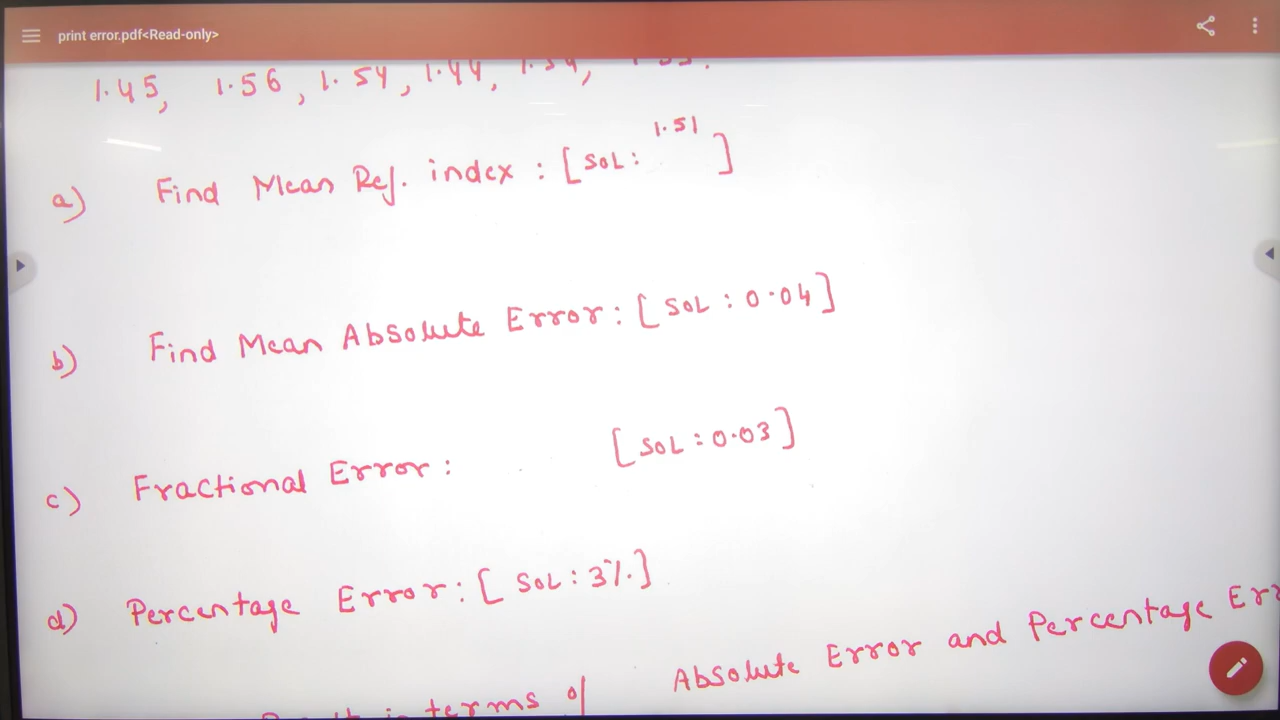 print error.pdf<Read-only>
1.45, 1.56, 1.54, 1.44,
a) Find Mean Ref. index : [SOL: 1.51]
b) Find Mean Absolute Error: [SOL: 0.04]
c) Fractional Error: [SOL: 0.03]
d) Percentage Error: [SOL: 3%.]
in terms of Absolute Error and Percentage